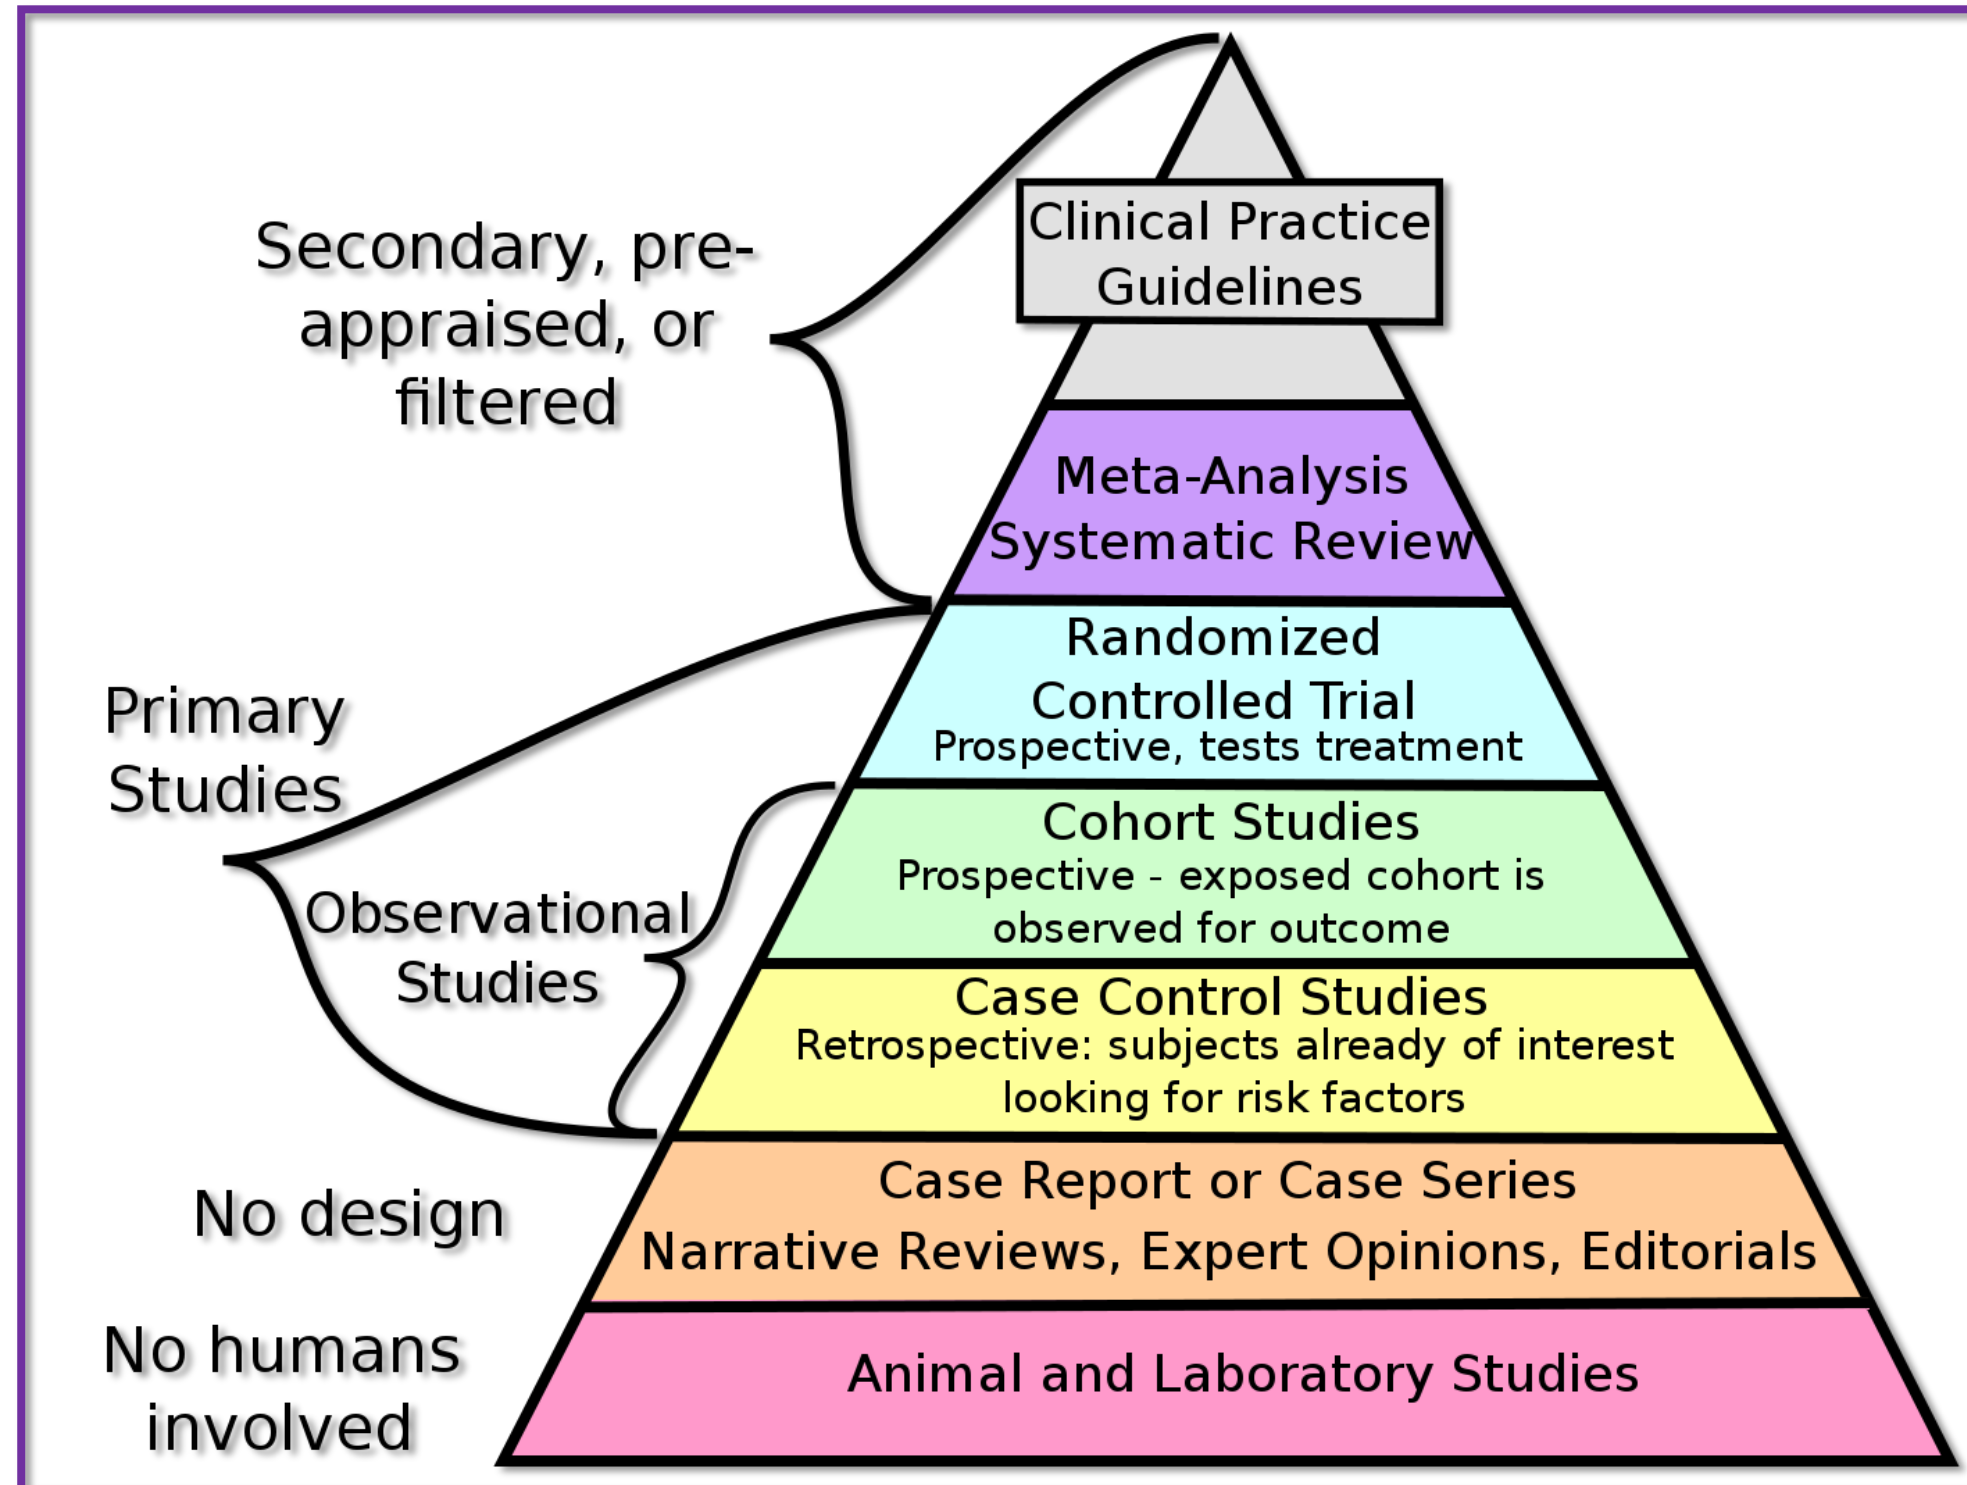 Clinical Practice
Guidelines
Secondary, pre-
appraised, or
filtered
Meta-Analysis
Systematic Review
Randomized
Controlled Trial
Prospective, tests treatment
Primary
Studies
Cohort Studies
Prospective - exposed cohort is
observed for outcome
Observational
Studies
Case Control Studies
Retrospective: subjects already of interest
looking for risk factors
No design
Case Report or Case Series
Narrative Reviews, Expert Opinions, Editorials
No humans
involved
Animal and Laboratory Studies